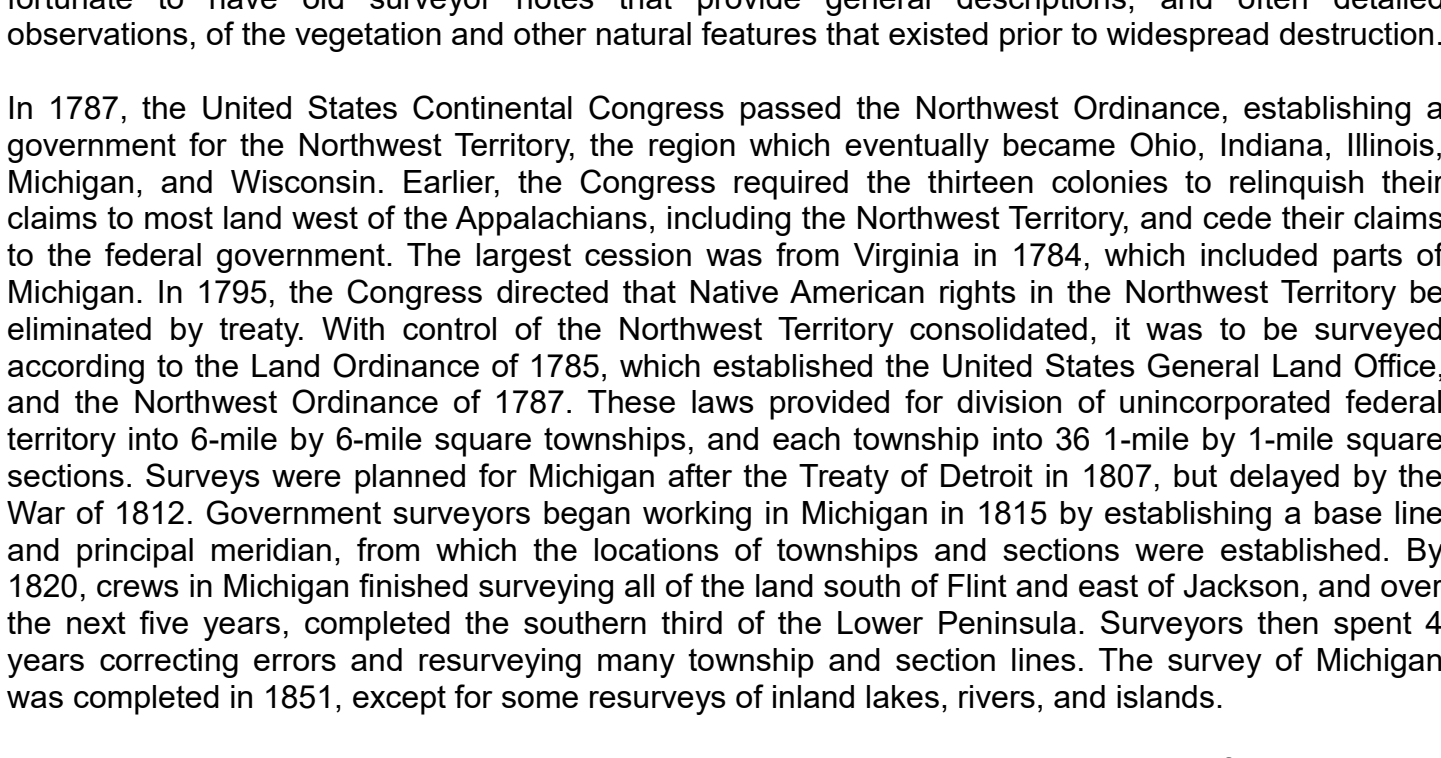 fortunate to have old surveyor notes that provide general descriptions, and often detailed
observations, of the vegetation and other natural features that existed prior to widespread destruction.
In 1787, the United States Continental Congress passed the Northwest Ordinance, establishing a
government for the Northwest Territory, the region which eventually became Ohio, Indiana, Illinois,
Michigan, and Wisconsin. Earlier, the Congress required the thirteen colonies to relinquish their
claims to most land west of the Appalachians, including the Northwest Territory, and cede their claims
to the federal government. The largest cession was from Virginia in 1784, which included parts of
Michigan. In 1795, the Congress directed that Native American rights in the Northwest Territory be
eliminated by treaty. With control of the Northwest Territory consolidated, it was to be surveyed
according to the Land Ordinance of 1785, which established the United States General Land Office,
and the Northwest Ordinance of 1787. These laws provided for division of unincorporated federal
territory into 6-mile by 6-mile square townships, and each township into 36 1-mile by 1-mile square
sections. Surveys were planned for Michigan after the Treaty of Detroit in 1807, but delayed by the
War of 1812. Government surveyors began working in Michigan in 1815 by establishing a base line
and principal meridian, from which the locations of townships and sections were established. By
1820, crews in Michigan finished surveying all of the land south of Flint and east of Jackson, and over
the next five years, completed the southern third of the Lower Peninsula. Surveyors then spent 4
years correcting errors and resurveying many township and section lines. The survey of Michigan
was completed in 1851, except for some resurveys of inland lakes, rivers, and islands.